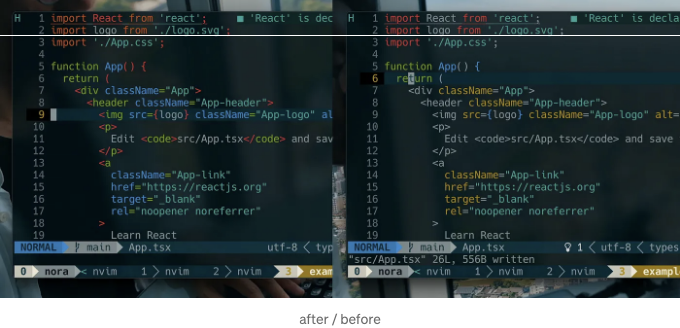 H 1 import React from 'react'; ■ 'React' is dec
2 import logo from './logo.svg';
3 import './App.css';
5 function App() {
6 return (
7 <div className="App">
8 <header className="App-header">
9 <img src={logo} className="App-logo" al
10 <p>
11 Edit <code>src/App.tsx</code> and sav
12 </p>
13 <a
14 className="App-link"
15 href="https://reactjs.org"
16 target="_blank"
17 rel="noopener noreferrer"
18 >
19 Learn React
NORMAL main App.tsx utf-8 < typ
0 nora < nvim 1 > nvim 2 > nvim 3 exam
H 1 import React from 'react'; ■ 'React' is decla
2 import logo from './logo.svg';
3 import './App.css';
5 function App() {
6 return (
7 <div className="App">
8 <header className="App-header">
9 <img src={logo} className="App-logo" alt=
10 <p>
11 Edit <code>src/App.tsx</code> and save
12 </p>
13 <a
14 className="App-link"
15 href="https://reactjs.org"
16 target="_blank"
17 rel="noopener noreferrer"
18 >
19 Learn React
NORMAL main App.tsx 1 < utf-8 < types
"src/App.tsx" 26L, 556B written
0 nora < nvim 1 > nvim 2 > nvim 3 exampl
after / before